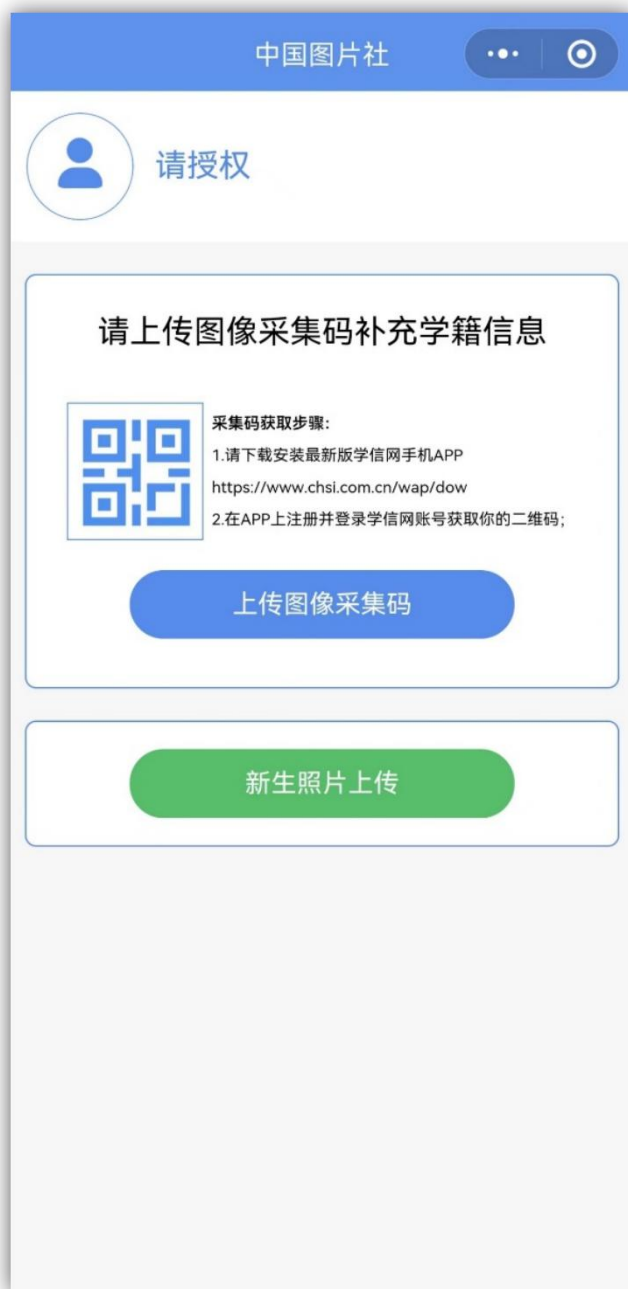 中国图片社
请授权
请上传图像采集码补充学籍信息
采集码获取步骤:
1.请下载安装最新版学信网手机APP
https://www.chsi.com.cn/wap/dow
2.在APP上注册并登录学信网账号获取你的二维码;
上传图像采集码
新生照片上传